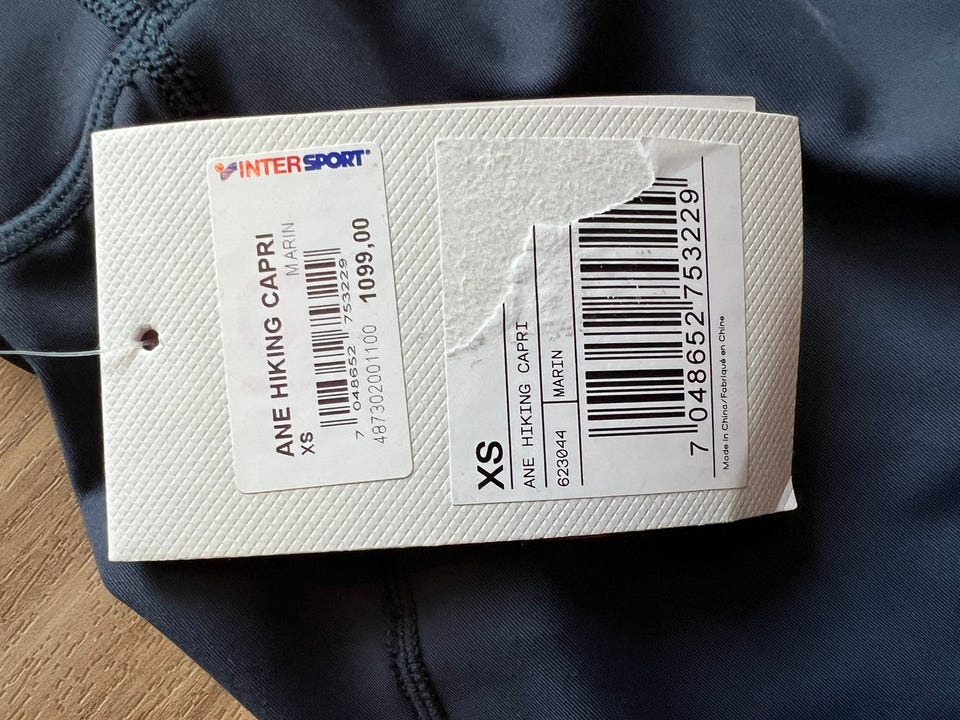 INTERSPORT
ANE HIKING CAPRI
XS
MARIN
7 048652 753229
487302001100
1099,00
XS
ANE HIKING CAPRI
623044
MARIN
7 048652 753229
Made in China/Fabriqué en Chine